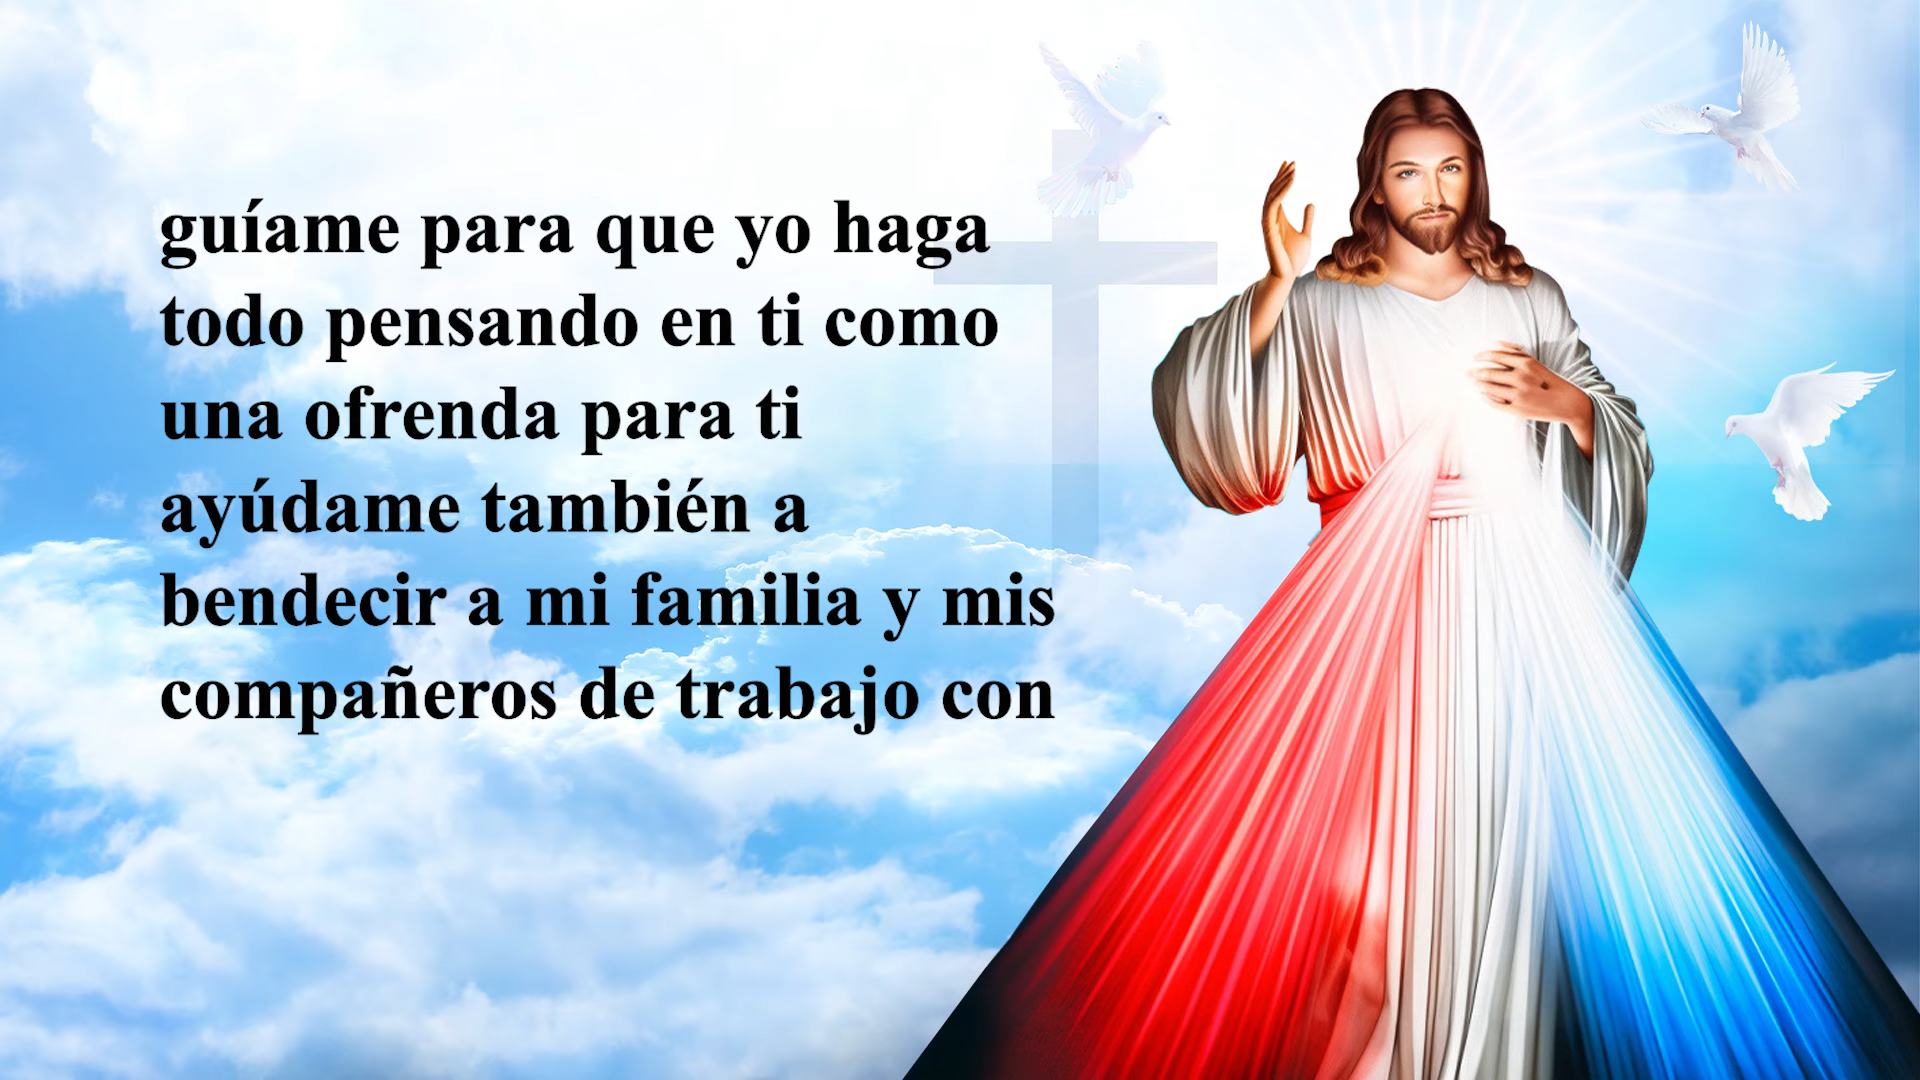 guíame para que yo haga
todo pensando en ti como
una ofrenda para ti
ayúdame también a
bendecir a mi familia y mis
compañeros de trabajo con